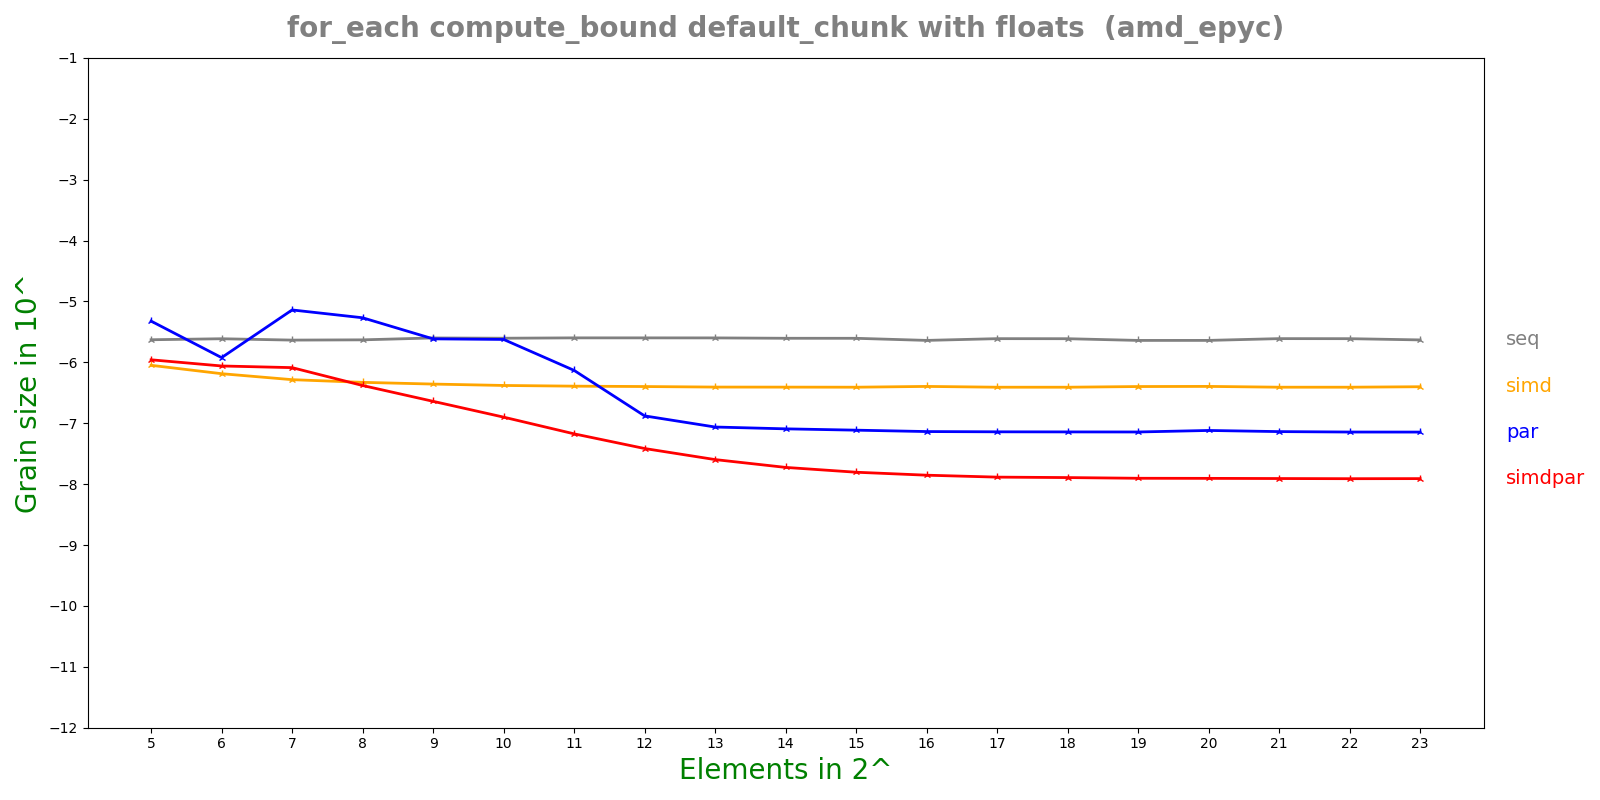 for_each compute_bound default_chunk with floats (amd_epyc)
−1
−2
−3
−4
−5
−6
−7
−8
−9
−10
−11
−12
Grain size in 10^
seq
simd
par
simdpar
5 6 7 8 9 10 11 12 13 14 15 16 17 18 19 20 21 22 23
Elements in 2^